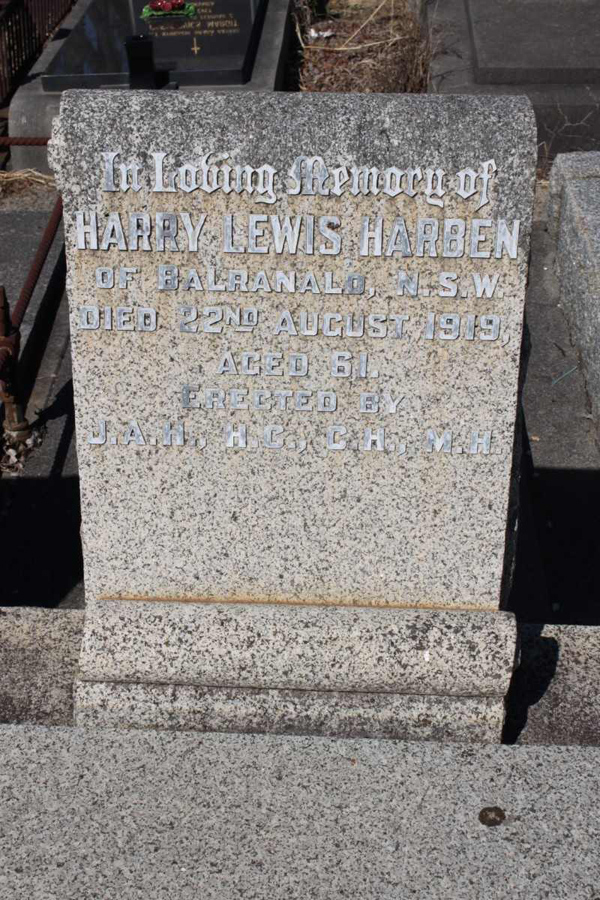 In Loving Memory of
HARRY LEWIS HARBEN
OF BALRANALD, N.S.W.
DIED 22ND AUGUST 1919,
AGED 61.
ERECTED BY
J.A.H., H.G., C.H., M.H.